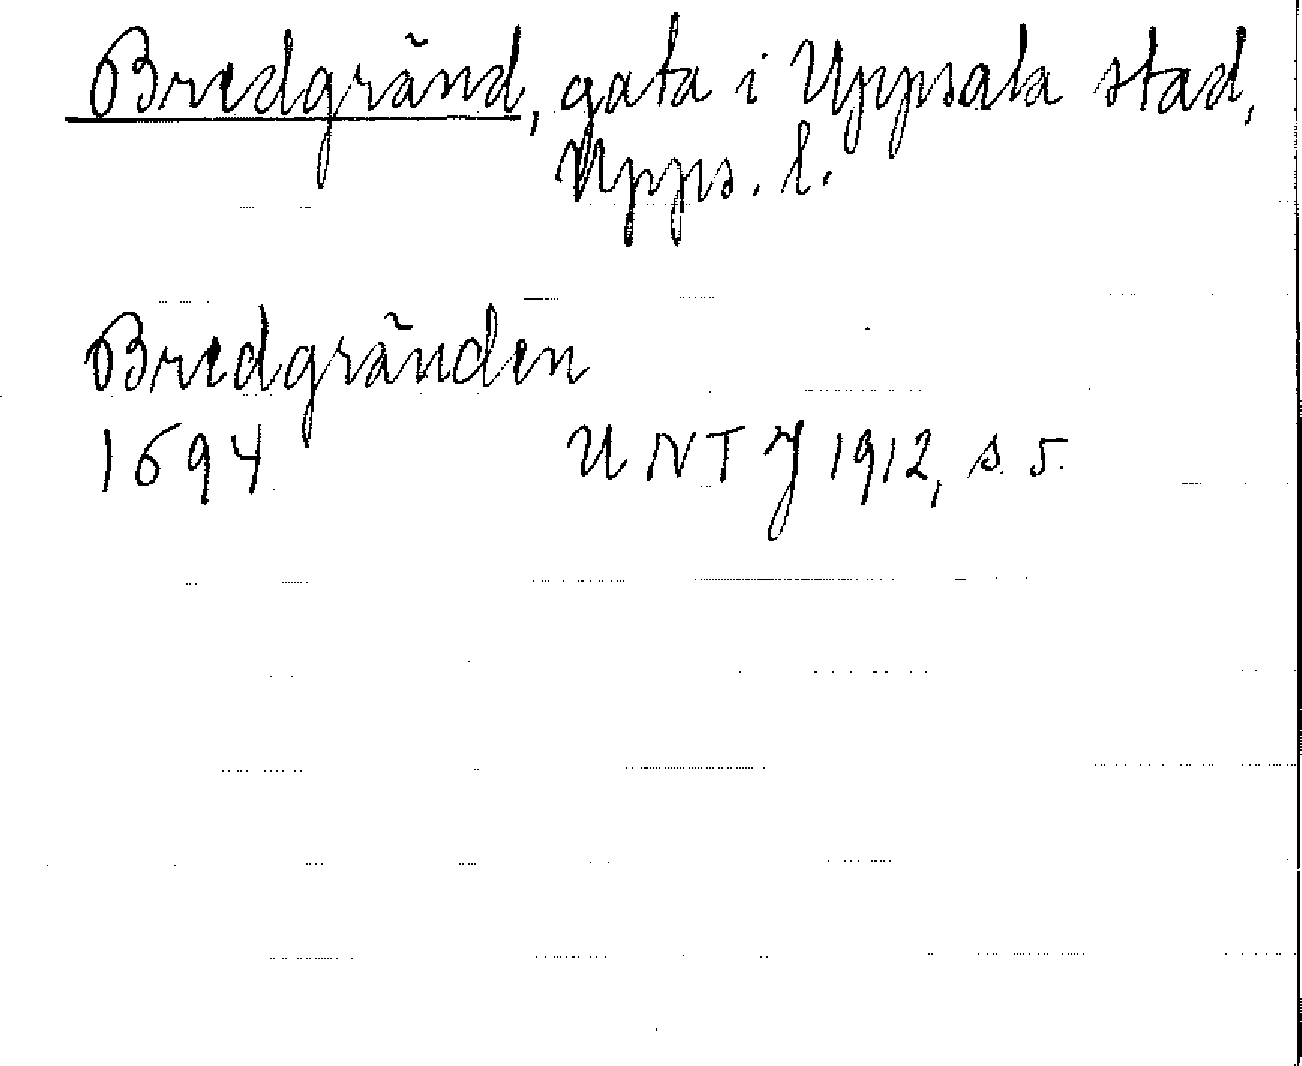 Bredgränd, gata i Uppsala stad,
Upps. l.
Bredgränden
1694 UNT J 1912, s. 5.